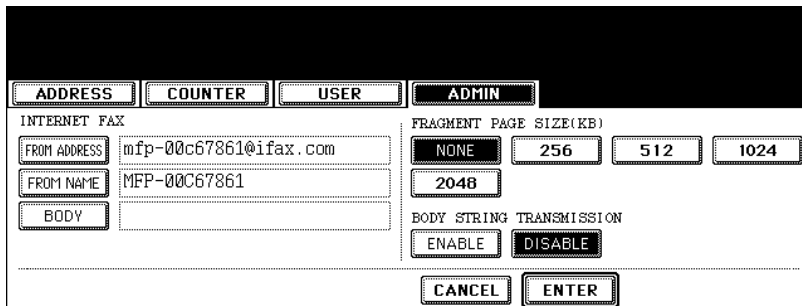 ADDRESS COUNTER USER ADMIN
INTERNET FAX
FROM ADDRESS mfp-00c67861@ifax.com
FROM NAME MFP-00C67861
BODY
FRAGMENT PAGE SIZE(KB)
NONE 256 512 1024
2048
BODY STRING TRANSMISSION
ENABLE DISABLE
CANCEL ENTER